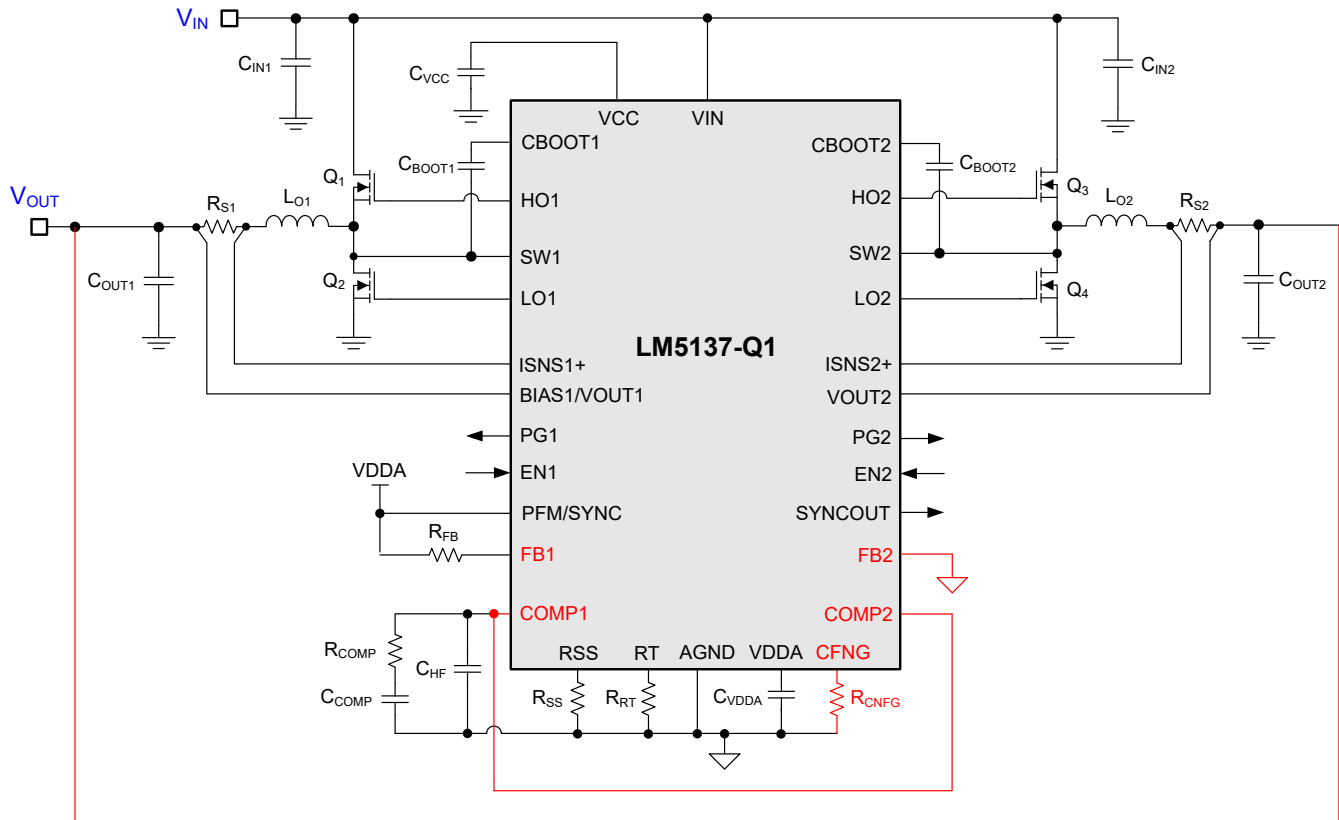 VIN
CIN1
CVCC
CIN2
VCC
VIN
CBOOT1
CBOOT2
CBOOT1
CBOOT2
Q1
HO1
HO2
Q3
VOUT
RS1
LO1
LO2
RS2
SW1
SW2
COUT1
Q2
LO1
LO2
Q4
COUT2
LM5137-Q1
ISNS1+
ISNS2+
BIAS1/VOUT1
VOUT2
PG1
PG2
VDDA
EN1
EN2
PFM/SYNC
SYNCOUT
RFB
FB1
FB2
COMP1
COMP2
RCOMP
CHF
RSS
RT
AGND
VDDA
CFNG
CCOMP
RSS
RRT
CVDDA
RCNFG